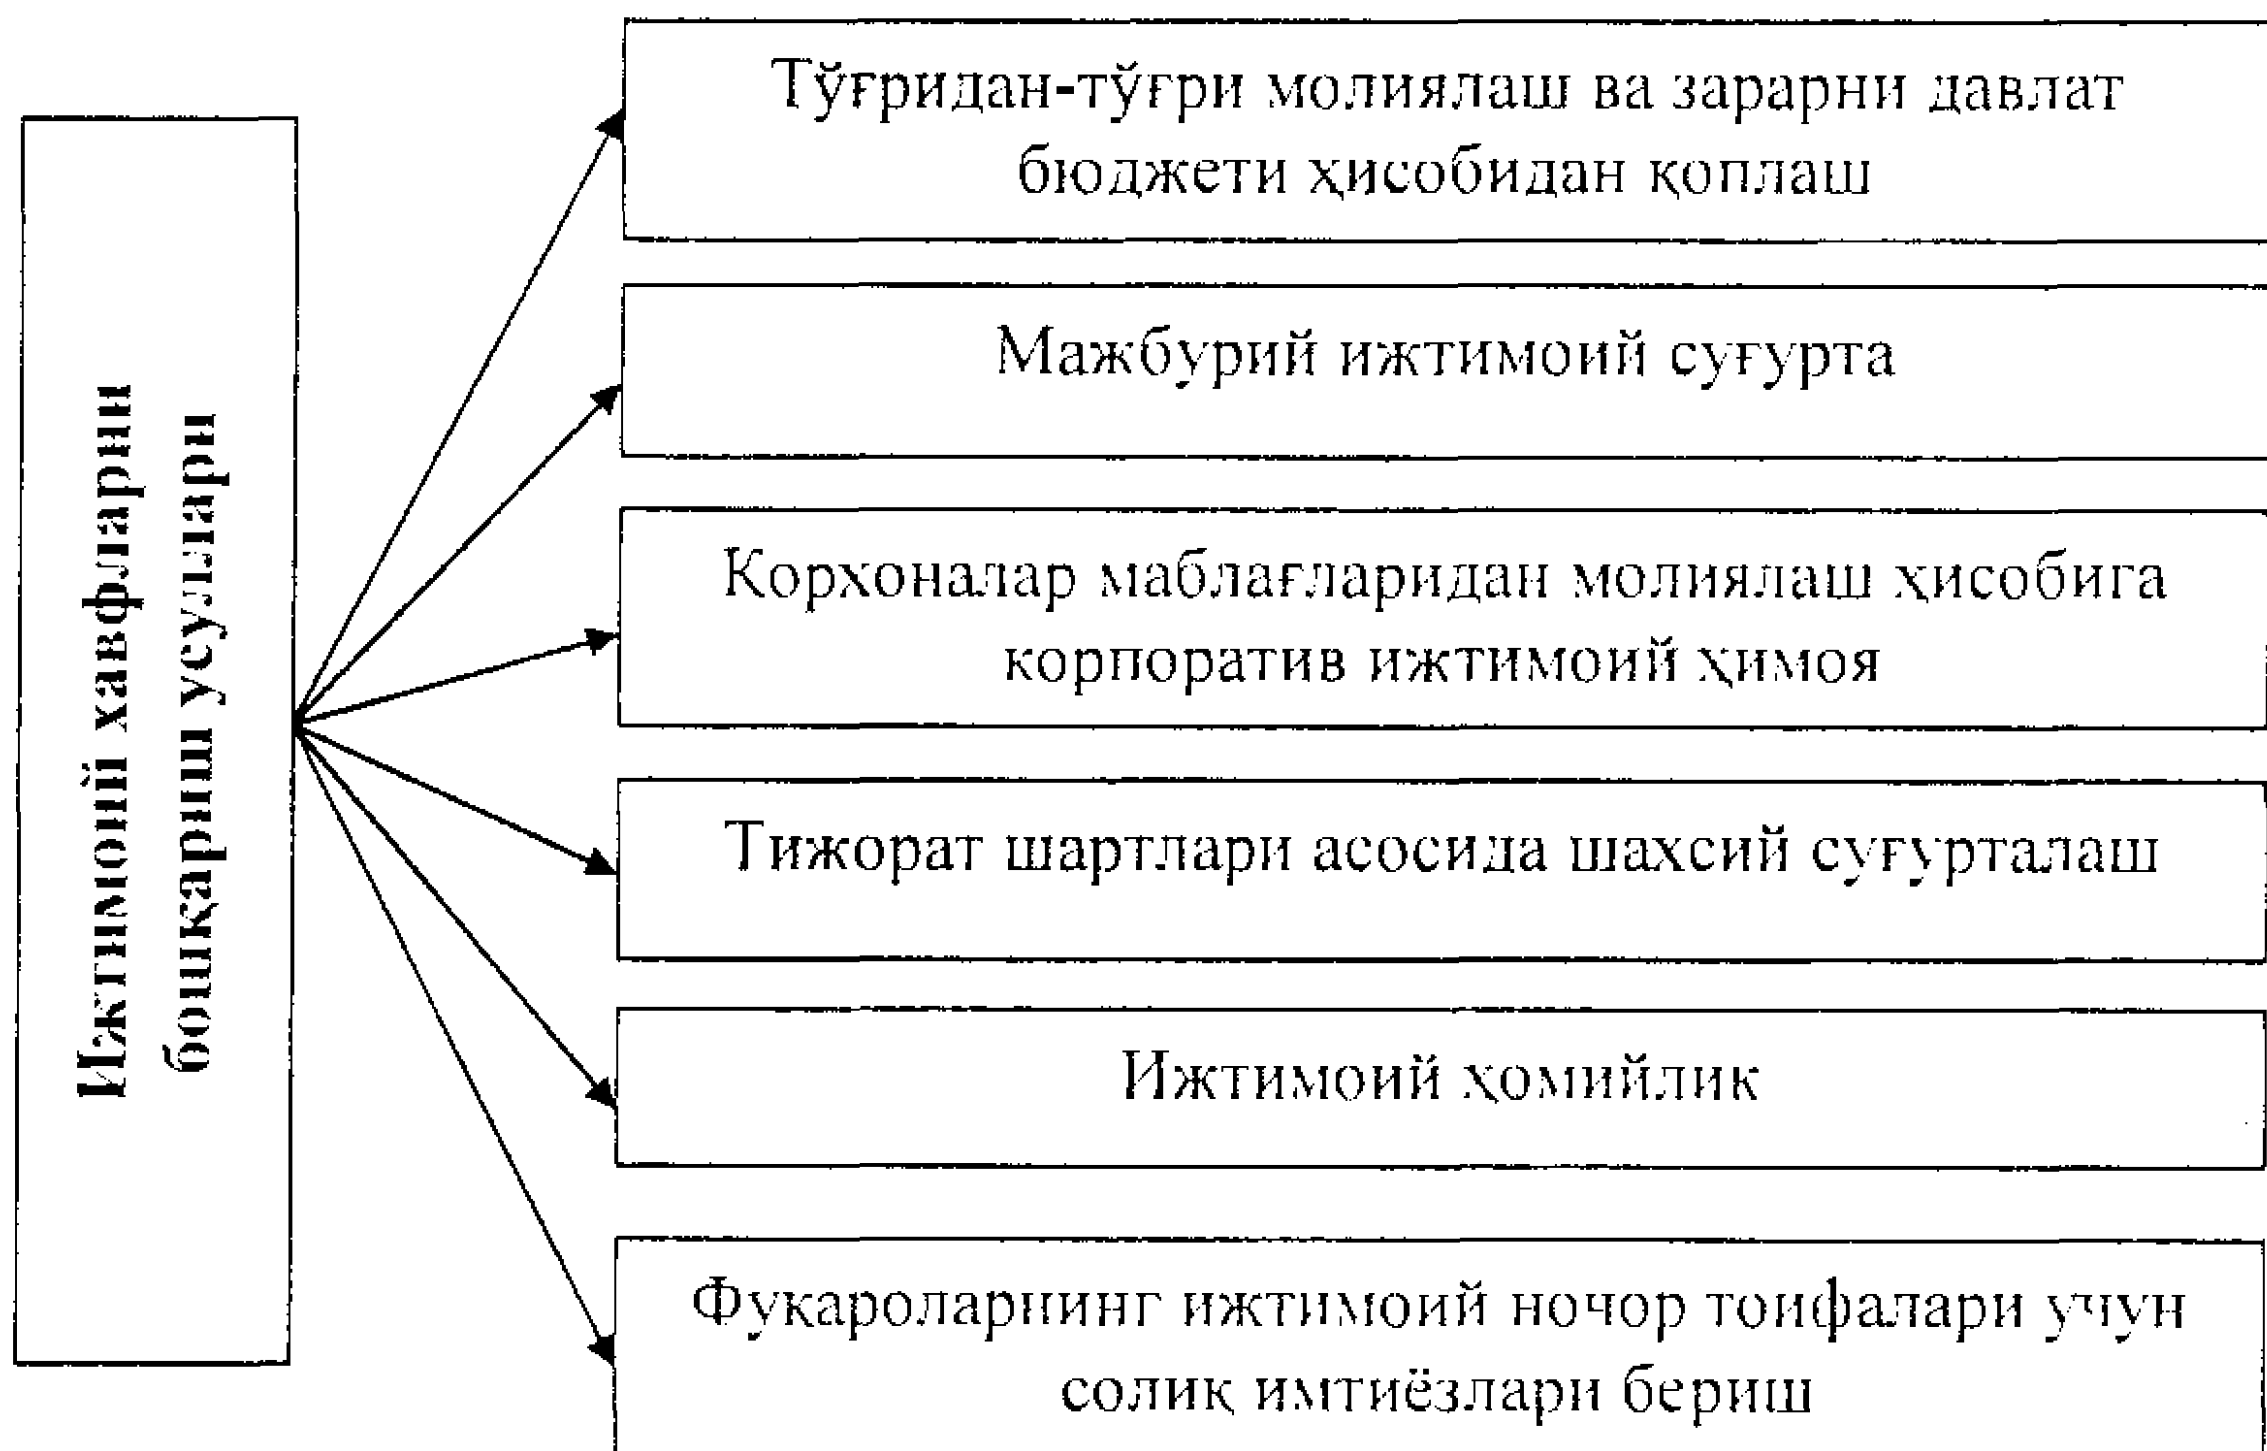 Ижтимоий хавфларни
бошқариш усуллари
Тўғридан-тўғри молиялаш ва зарарни давлат
бюджети ҳисобидан қоплаш
Мажбурий ижтимоий суғурта
Корхоналар маблағларидан молиялаш ҳисобига
корпоратив ижтимоий ҳимоя
Тижорат шартлари асосида шахсий суғурталаш
Ижтимоий ҳомийлик
Фуқароларнинг ижтимоий ночор тоифалари учун
солиқ имтиёзлари бериш